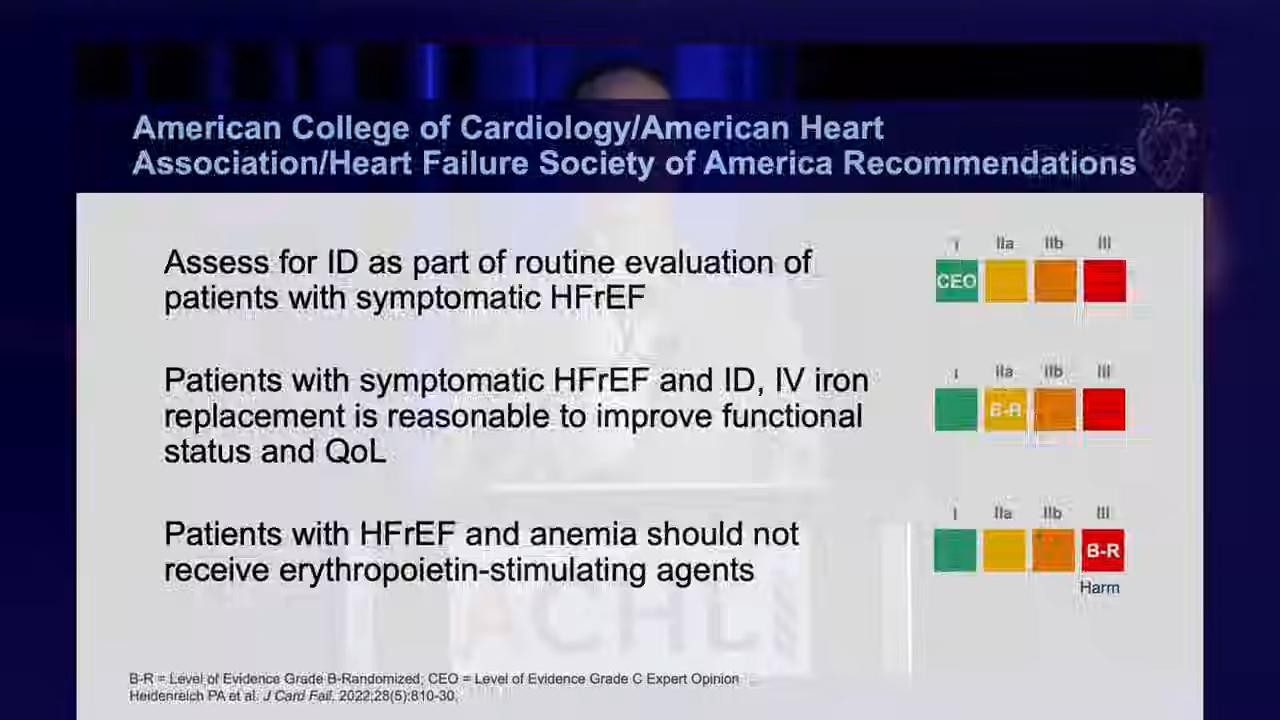 American College of Cardiology/American Heart
Association/Heart Failure Society of America Recommendations
Assess for ID as part of routine evaluation of
patients with symptomatic HFrEF
I IIa IIb III
CEO
Patients with symptomatic HFrEF and ID, IV iron
replacement is reasonable to improve functional
status and QoL
I IIa IIb III
B-R
Patients with HFrEF and anemia should not
receive erythropoietin-stimulating agents
I IIa IIb III
B-R
Harm
ACHL
B-R = Level of Evidence Grade B-Randomized; CEO = Level of Evidence Grade C Expert Opinion
Heidenreich PA et al. J Card Fail. 2022;28(5):810-30.